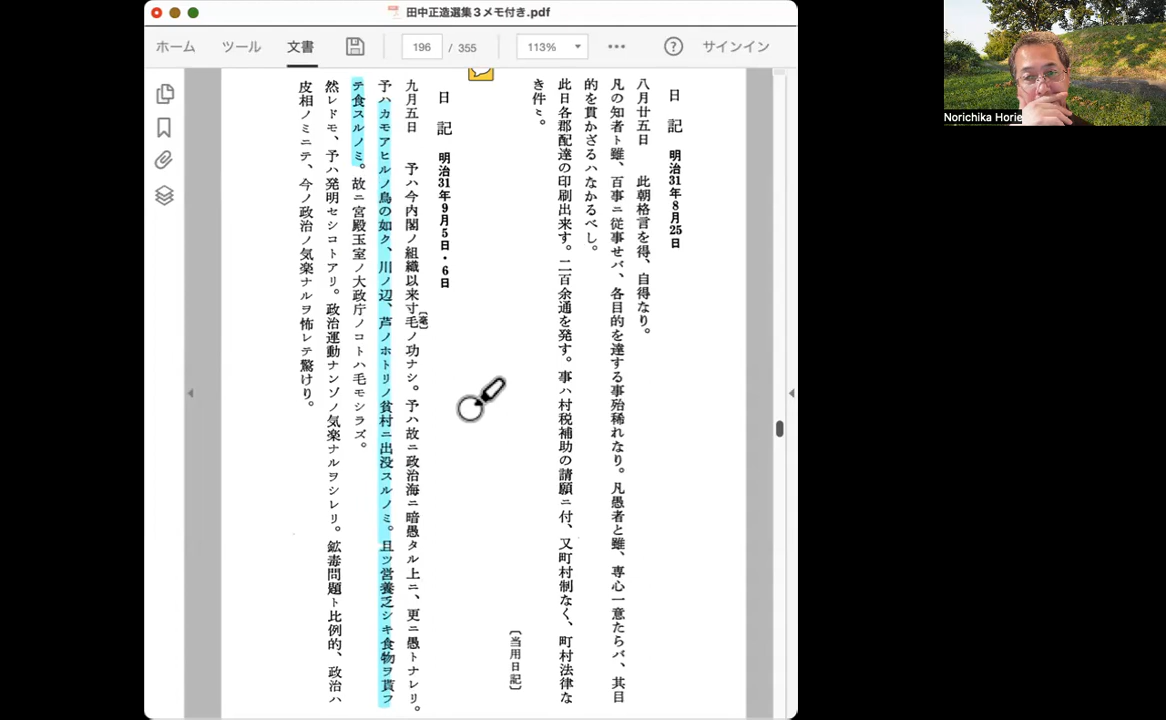 田中正造選集３メモ付き.pdf
ホーム
ツール
文書
196 / 355
113%
サインイン
日記 明治31年8月25日
八月廿五日 此朝格言を得、自得なり。
凡の知者ト雖、百事ニ従事せバ、各目的を達する事殆稀れなり。凡愚者と雖、専心一意たらバ、其目
的を貫かざるハなかるべし。
此日各郡配達の印刷出来す。二百余通を発す。事ハ村税補助の請願ニ付、又町村制なく、町村法律な
き件ミ。
〔当用日記〕
日記 明治31年9月5日・6日
九月五日 予ハ今内閣ノ組織以来寸毛〔毫〕ノ功ナシ。予ハ故ニ政治海ニ暗愚タル上ニ、更ニ愚トナレリ。
予ハカモアヒルノ鳥の如ク、川ノ辺、芦ノホトリノ貧村ニ出没スルノミ。且ツ営養乏シキ食物ヲ貰フ
テ食スルノミ。故ニ宮殿玉室ノ大政庁ノコトハ毛モシラズ。
然レドモ、予ハ発明セシコトアリ。政治運動ナンゾノ気楽ナルヲシレリ。鉱毒問題ト比例的、政治ハ
皮相ノミニテ、今ノ政治ノ気楽ナルヲ怖レテ驚けり。
Norichika Horie